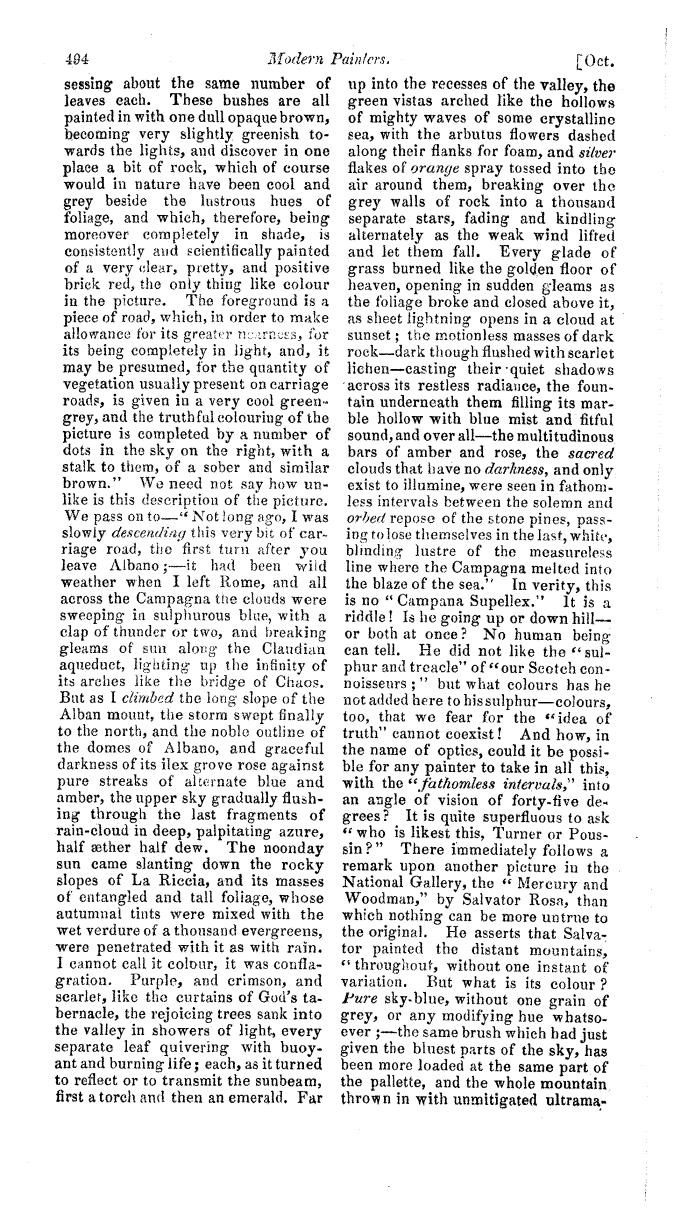 494 Modern Painters. [Oct.
sessing about the same number of
leaves each. These bushes are all
painted in with one dull opaque brown,
becoming very slightly greenish to-
wards the lights, and discover in one
place a bit of rock, which of course
would in nature have been cool and
grey beside the lustrous hues of
foliage, and which, therefore, being
moreover completely in shade, is
consistently and scientifically painted
of a very clear, pretty, and positive
brick red, the only thing like colour
in the picture. The foreground is a
piece of road, which, in order to make
allowance for its greater nearness, for
its being completely in light, and, it
may be presumed, for the quantity of
vegetation usually present on carriage
roads, is given in a very cool green-
grey, and the truthful colouring of the
picture is completed by a number of
dots in the sky on the right, with a
stalk to them, of a sober and similar
brown." We need not say how un-
like is this description of the picture.
We pass on to—" Not long ago, I was
slowly descending this very bit of car-
riage road, the first turn after you
leave Albano;—it had been wild
weather when I left Rome, and all
across the Campagna the clouds were
sweeping in sulphurous blue, with a
clap of thunder or two, and breaking
gleams of sun along the Claudian
aqueduct, lighting up the infinity of
its arches like the bridge of Chaos.
But as I climbed the long slope of the
Alban mount, the storm swept finally
to the north, and the noble outline of
the domes of Albano, and graceful
darkness of its ilex grove rose against
pure streaks of alternate blue and
amber, the upper sky gradually flush-
ing through the last fragments of
rain-cloud in deep, palpitating azure,
half æther half dew. The noonday
sun came slanting down the rocky
slopes of La Riccia, and its masses
of entangled and tall foliage, whose
autumnal tints were mixed with the
wet verdure of a thousand evergreens,
were penetrated with it as with rain.
I cannot call it colour, it was confla-
gration. Purple, and crimson, and
scarlet, like the curtains of God's ta-
bernacle, the rejoicing trees sank into
the valley in showers of light, every
separate leaf quivering with buoy-
ant and burning life; each, as it turned
to reflect or to transmit the sunbeam,
first a torch and then an emerald. Far
up into the recesses of the valley, the
green vistas arched like the hollows
of mighty waves of some crystalline
sea, with the arbutus flowers dashed
along their flanks for foam, and silver
flakes of orange spray tossed into the
air around them, breaking over the
grey walls of rock into a thousand
separate stars, fading and kindling
alternately as the weak wind lifted
and let them fall. Every glade of
grass burned like the golden floor of
heaven, opening in sudden gleams as
the foliage broke and closed above it,
as sheet lightning opens in a cloud at
sunset; the motionless masses of dark
rock—dark though flushed with scarlet
lichen—casting their quiet shadows
across its restless radiance, the foun-
tain underneath them filling its mar-
ble hollow with blue mist and fitful
sound, and over all—the multitudinous
bars of amber and rose, the sacred
clouds that have no darkness, and only
exist to illumine, were seen in fathom-
less intervals between the solemn and
orbed repose of the stone pines, pass-
ing to lose themselves in the last, white,
blinding lustre of the measureless
line where the Campagna melted into
the blaze of the sea." In verity, this
is no "Campana Supellex." It is a
riddle! Is he going up or down hill—
or both at once? No human being
can tell. He did not like the "sul-
phur and treacle" of "our Scotch con-
noisseurs;" but what colours has he
not added here to his sulphur—colours,
too, that we fear for the "idea of
truth" cannot coexist! And how, in
the name of optics, could it be possi-
ble for any painter to take in all this,
with the "fathomless intervals," into
an angle of vision of forty-five de-
grees? It is quite superfluous to ask
"who is likest this, Turner or Pous-
sin?" There immediately follows a
remark upon another picture in the
National Gallery, the "Mercury and
Woodman," by Salvator Rosa, than
which nothing can be more untrue to
the original. He asserts that Salva-
tor painted the distant mountains,
"throughout, without one instant of
variation. But what is its colour?
Pure sky-blue, without one grain of
grey, or any modifying hue whatso-
ever;—the same brush which had just
given the bluest parts of the sky, has
been more loaded at the same part of
the pallette, and the whole mountain
thrown in with unmitigated ultrama-